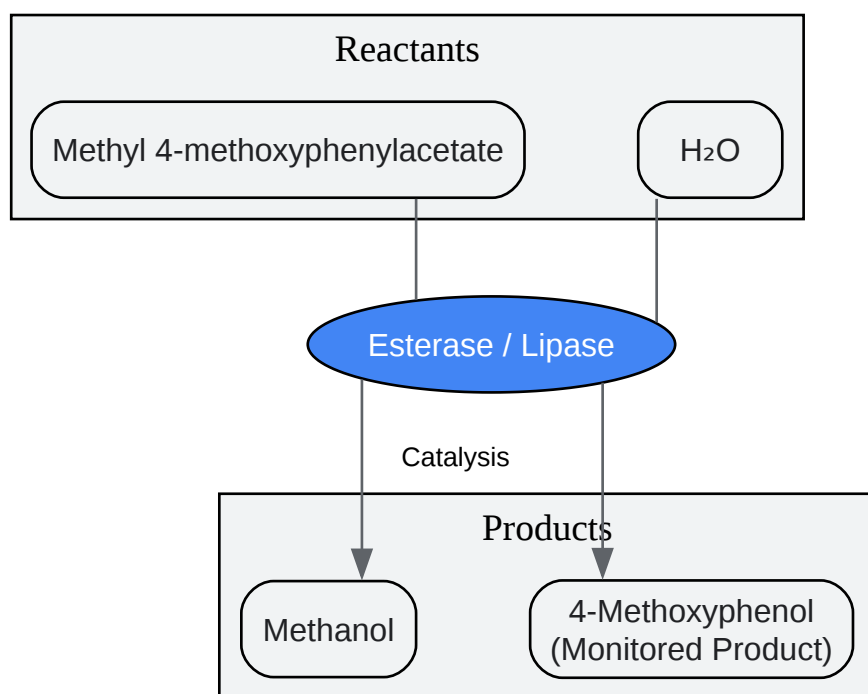 Reactants
Methyl 4-methoxyphenylacetate
H₂O
Esterase / Lipase
Catalysis
Products
Methanol
4-Methoxyphenol
(Monitored Product)